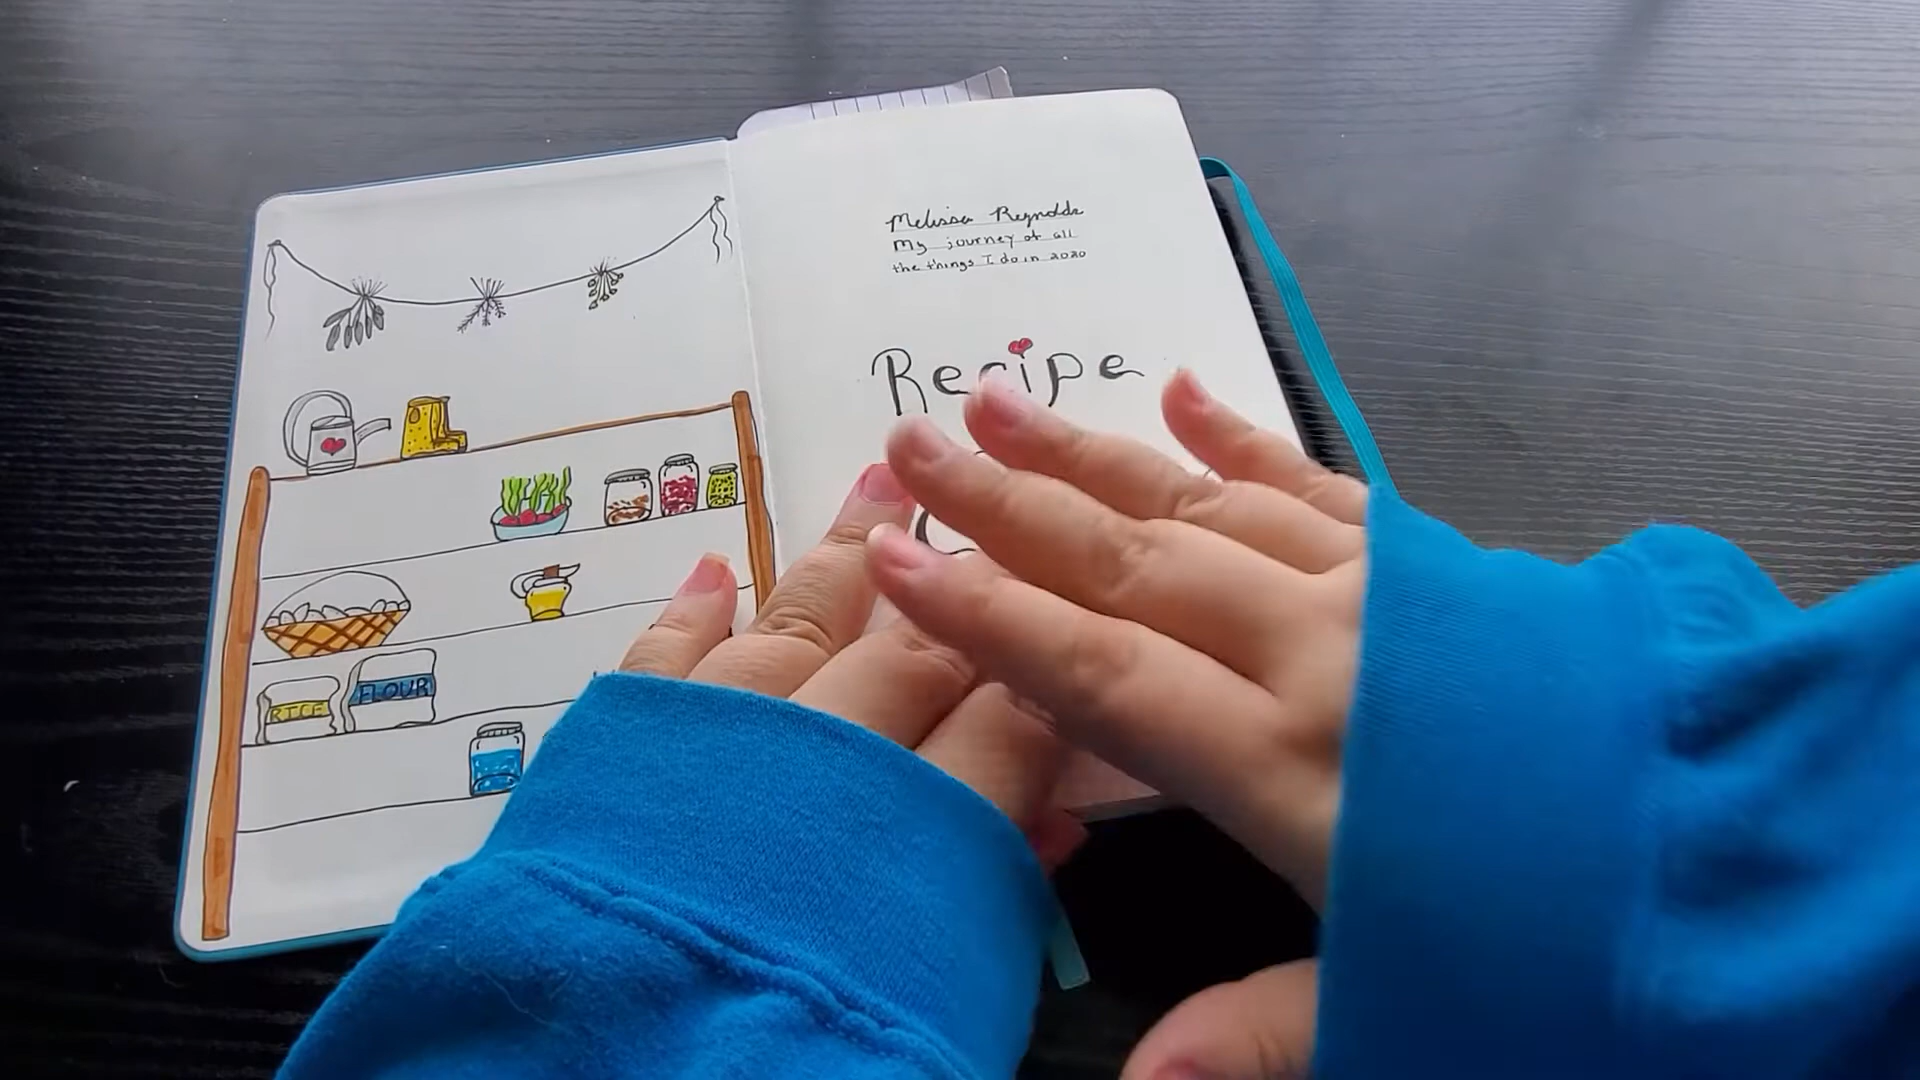 Melissa Reynolds
My journey of all
the things I do in 2020
Recipe
RICE
FLOUR